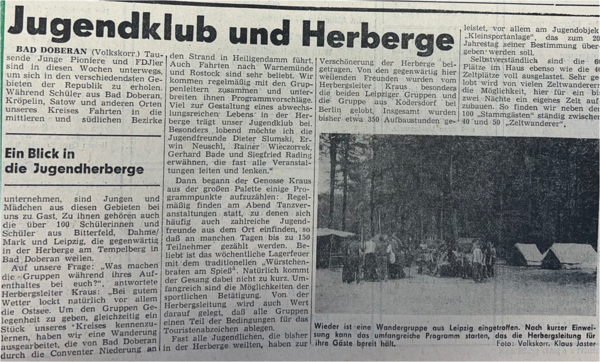 Jugendklub und Herberge
BAD DOBERAN (Volkskorr.) Tau-
sende Junge Pioniere und FDJler
sind in diesen Wochen unterwegs,
um sich in den verschiedensten Ge-
bieten der Republik zu erholen.
Während Schüler aus Bad Doberan,
Kröpelin, Satow und anderen Orten
unseres Kreises Fahrten in die
mittleren und südlichen Bezirke
Ein Blick in
die Jugendherberge
unternehmen, sind Jungen und
Mädchen aus diesen Gebieten bei
uns zu Gast. Zu ihnen gehören auch
die über 100 Schülerinnen und
Schüler aus Bitterfeld, Dahme/
Mark und Leipzig, die gegenwärtig
in der Herberge am Tempelberg in
Bad Doberan weilen.
Auf unsere Frage: "Was machen
die Gruppen während ihres Auf-
enthaltes bei euch?", antwortete
Herbergsleiter Kraus: "Bei gutem
Wetter lockt natürlich vor allem
die Ostsee. Um den Gruppen Ge-
legenheit zu geben, gleichzeitig ein
Stück unseres Kreises kennenzu-
lernen, haben wir eine Wanderung
ausgearbeitet, die von Bad Doberan
durch die Conventer Niederung an
den Strand in Heiligendamm führt.
Auch Fahrten nach Warnemünde
und Rostock sind sehr beliebt. Wir
kommen regelmäßig mit den Grup-
penleitern zusammen und unter-
breiten ihnen Programmvorschläge.
Viel zur Gestaltung eines abwechs-
lungsreichen Lebens in der Her-
berge trägt unser Jugendklub bei.
Besonders lobend möchte ich die
Jugendfreunde Dieter Slumski, Er-
win Neuschl, Rainer Wieczorrek,
Gerhard Bade und Siegfried Rading
erwähnen, die fast alle Veranstal-
tungen leiten und lenken."
Dann begann der Genosse Kraus
aus der großen Palette einige Pro-
grammpunkte aufzuzählen: Regel-
mäßig finden am Abend Tanzver-
anstaltungen statt, zu denen sich
häufig auch zahlreiche Jugend-
freunde aus dem Ort einfinden, so
daß an manchen Tagen bis zu 150
Teilnehmer gezählt werden. Be-
liebt ist das wöchentliche Lagerfeuer
mit dem traditionellen „Würstchen-
braten am Spieß". Natürlich kommt
der Gesang dabei nicht zu kurz. Um-
fangreich sind die Möglichkeiten der
sportlichen Betätigung. Von der
Herbergsleitung wird auch Wert
darauf gelegt, daß alle Gruppen
einen Teil der Bedingungen für das
Touristenabzeichen ablegen.
Fast alle Jugendlichen, die bisher
in der Herberge weilten, haben zur
Verschönerung der Herberge bei-
getragen. Von den gegenwärtig hier
weilenden Freunden wurden vom
Herbergsleiter Kraus besonders
die beiden Leipziger Gruppen und
die Gruppe aus Kodersdorf bei
Berlin gelobt; insgesamt wurden
bisher etwa 350 Aufbaustunden ge-
leistet, vor allem am Jugendobjekt
„Kleinsportanlage", das zum 20.
Jahrestag seiner Bestimmung über-
geben werden soll.
Selbstverständlich sind die
Plätze im Haus ebenso wie die
Zeltplätze voll ausgelastet. Sehr ge-
lobt wird von vielen Zeltwanderern
die Möglichkeit, hier für ein bis
zwei Nächte ein eigenes Zelt auf-
zubauen. So finden wir neben den
100 "Stammgästen" ständig zwischen
40 und 50 „Zeltwanderer".
Wieder ist eine Wandergruppe aus Leipzig eingetroffen. Nach kurzer Einwei-
sung kann das umfangreiche Programm starten, das die Herbergsleitung für
ihre Gäste bereit hält. Foto: Volkskorr. Klaus Jaster